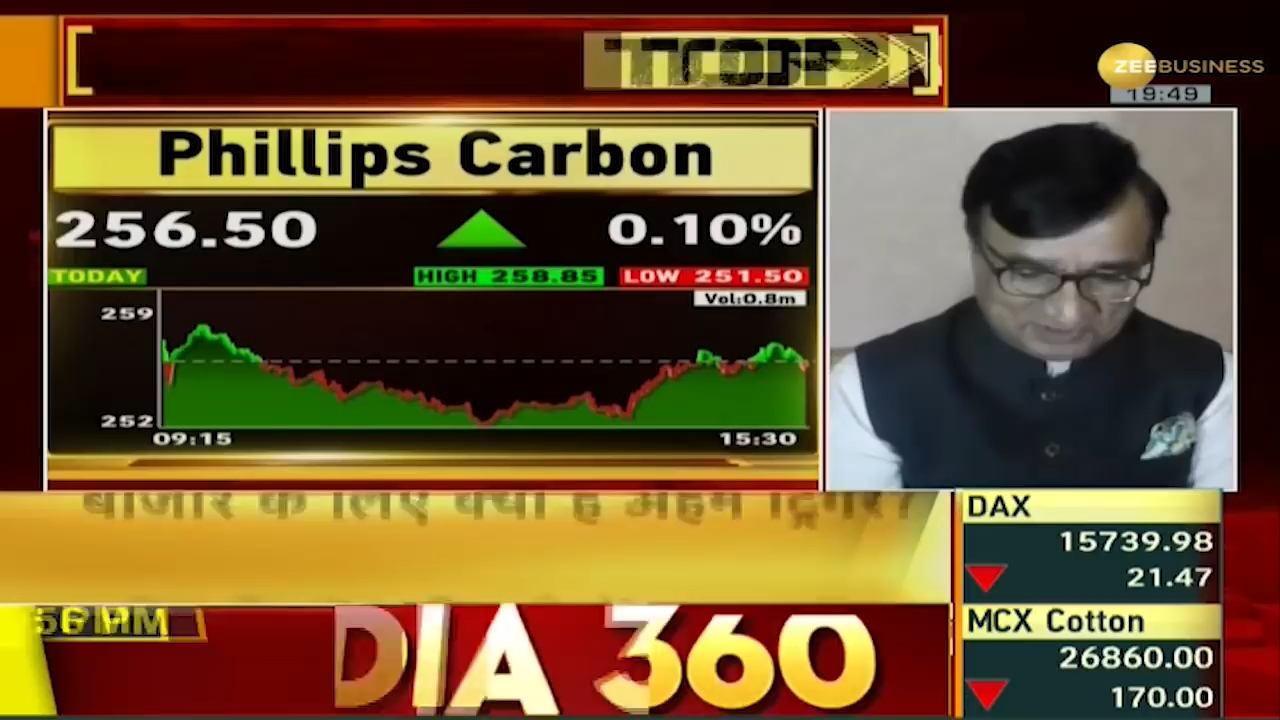 ZEEBUSINESS
19:49
Phillips Carbon
256.50 0.10%
TODAY HIGH 258.85 LOW 251.50
Vol:0.8m
259
252
09:15 15:30
बाजार के लिए क्या है अहम ट्रिगर?
DAX
15739.98
21.47
MCX Cotton
26860.00
170.00
DIA 360